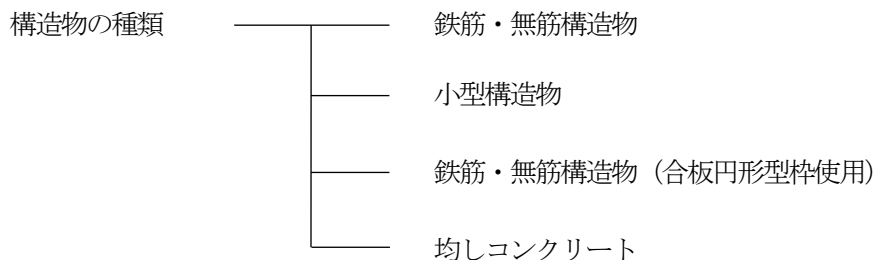 構造物の種類
鉄筋・無筋構造物
小型構造物
鉄筋・無筋構造物（合板円形型枠使用）
均しコンクリート